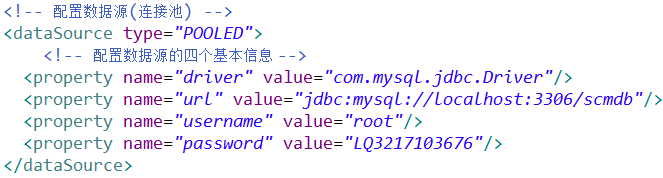 <!-- 配置数据源(连接池) -->
<dataSource type="POOLED">
<!-- 配置数据源的四个基本信息 -->
<property name="driver" value="com.mysql.jdbc.Driver"/>
<property name="url" value="jdbc:mysql://localhost:3306/scmdb"/>
<property name="username" value="root"/>
<property name="password" value="LQ3217103676"/>
</dataSource>